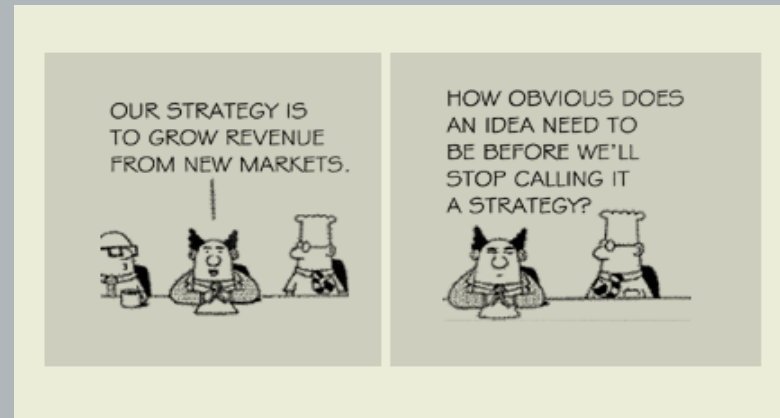 OUR STRATEGY IS
TO GROW REVENUE
FROM NEW MARKETS.
HOW OBVIOUS DOES
AN IDEA NEED TO
BE BEFORE WE'LL
STOP CALLING IT
A STRATEGY?